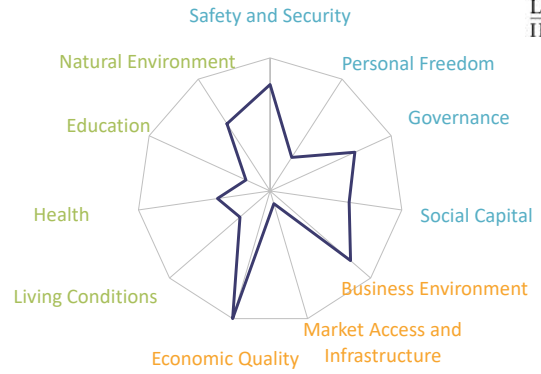 Safety and Security
Personal Freedom
Governance
Social Capital
Business Environment
Market Access and
Infrastructure
Economic Quality
Living Conditions
Health
Education
Natural Environment